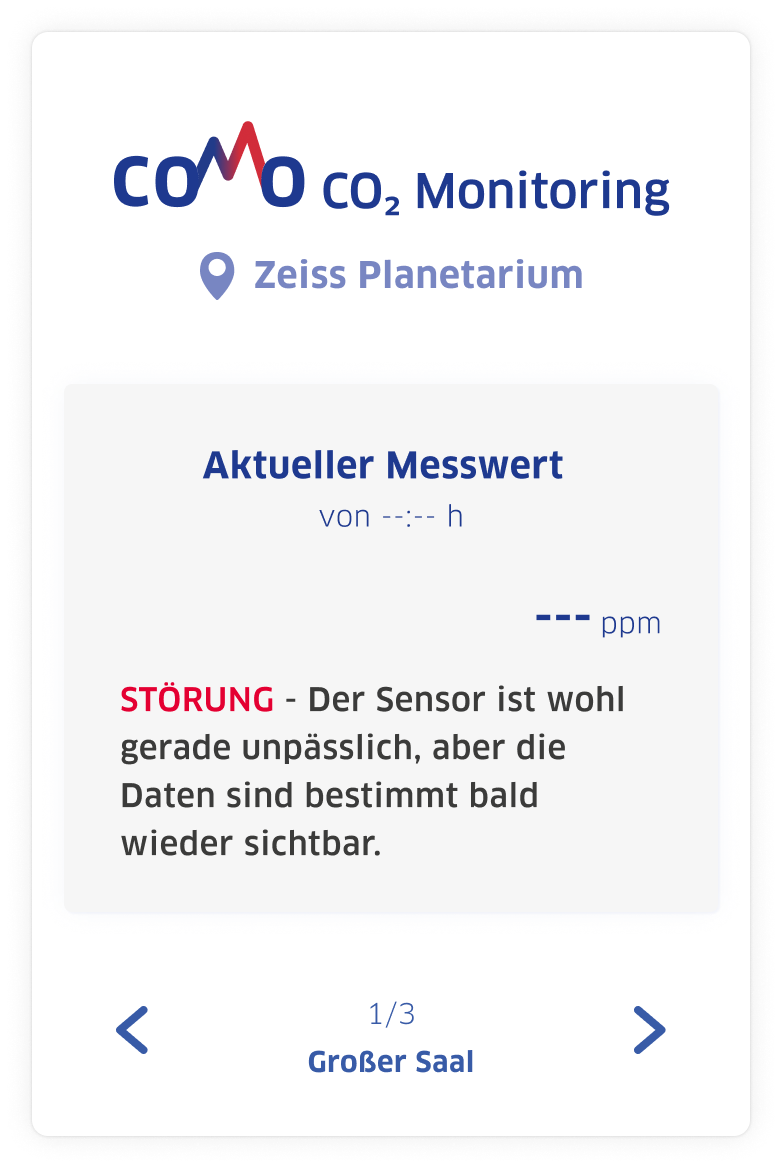 COMO CO₂ Monitoring
Zeiss Planetarium
Aktueller Messwert
von --:-- h
--- ppm
STÖRUNG - Der Sensor ist wohl
gerade unpässlich, aber die
Daten sind bestimmt bald
wieder sichtbar.
1/3
Großer Saal